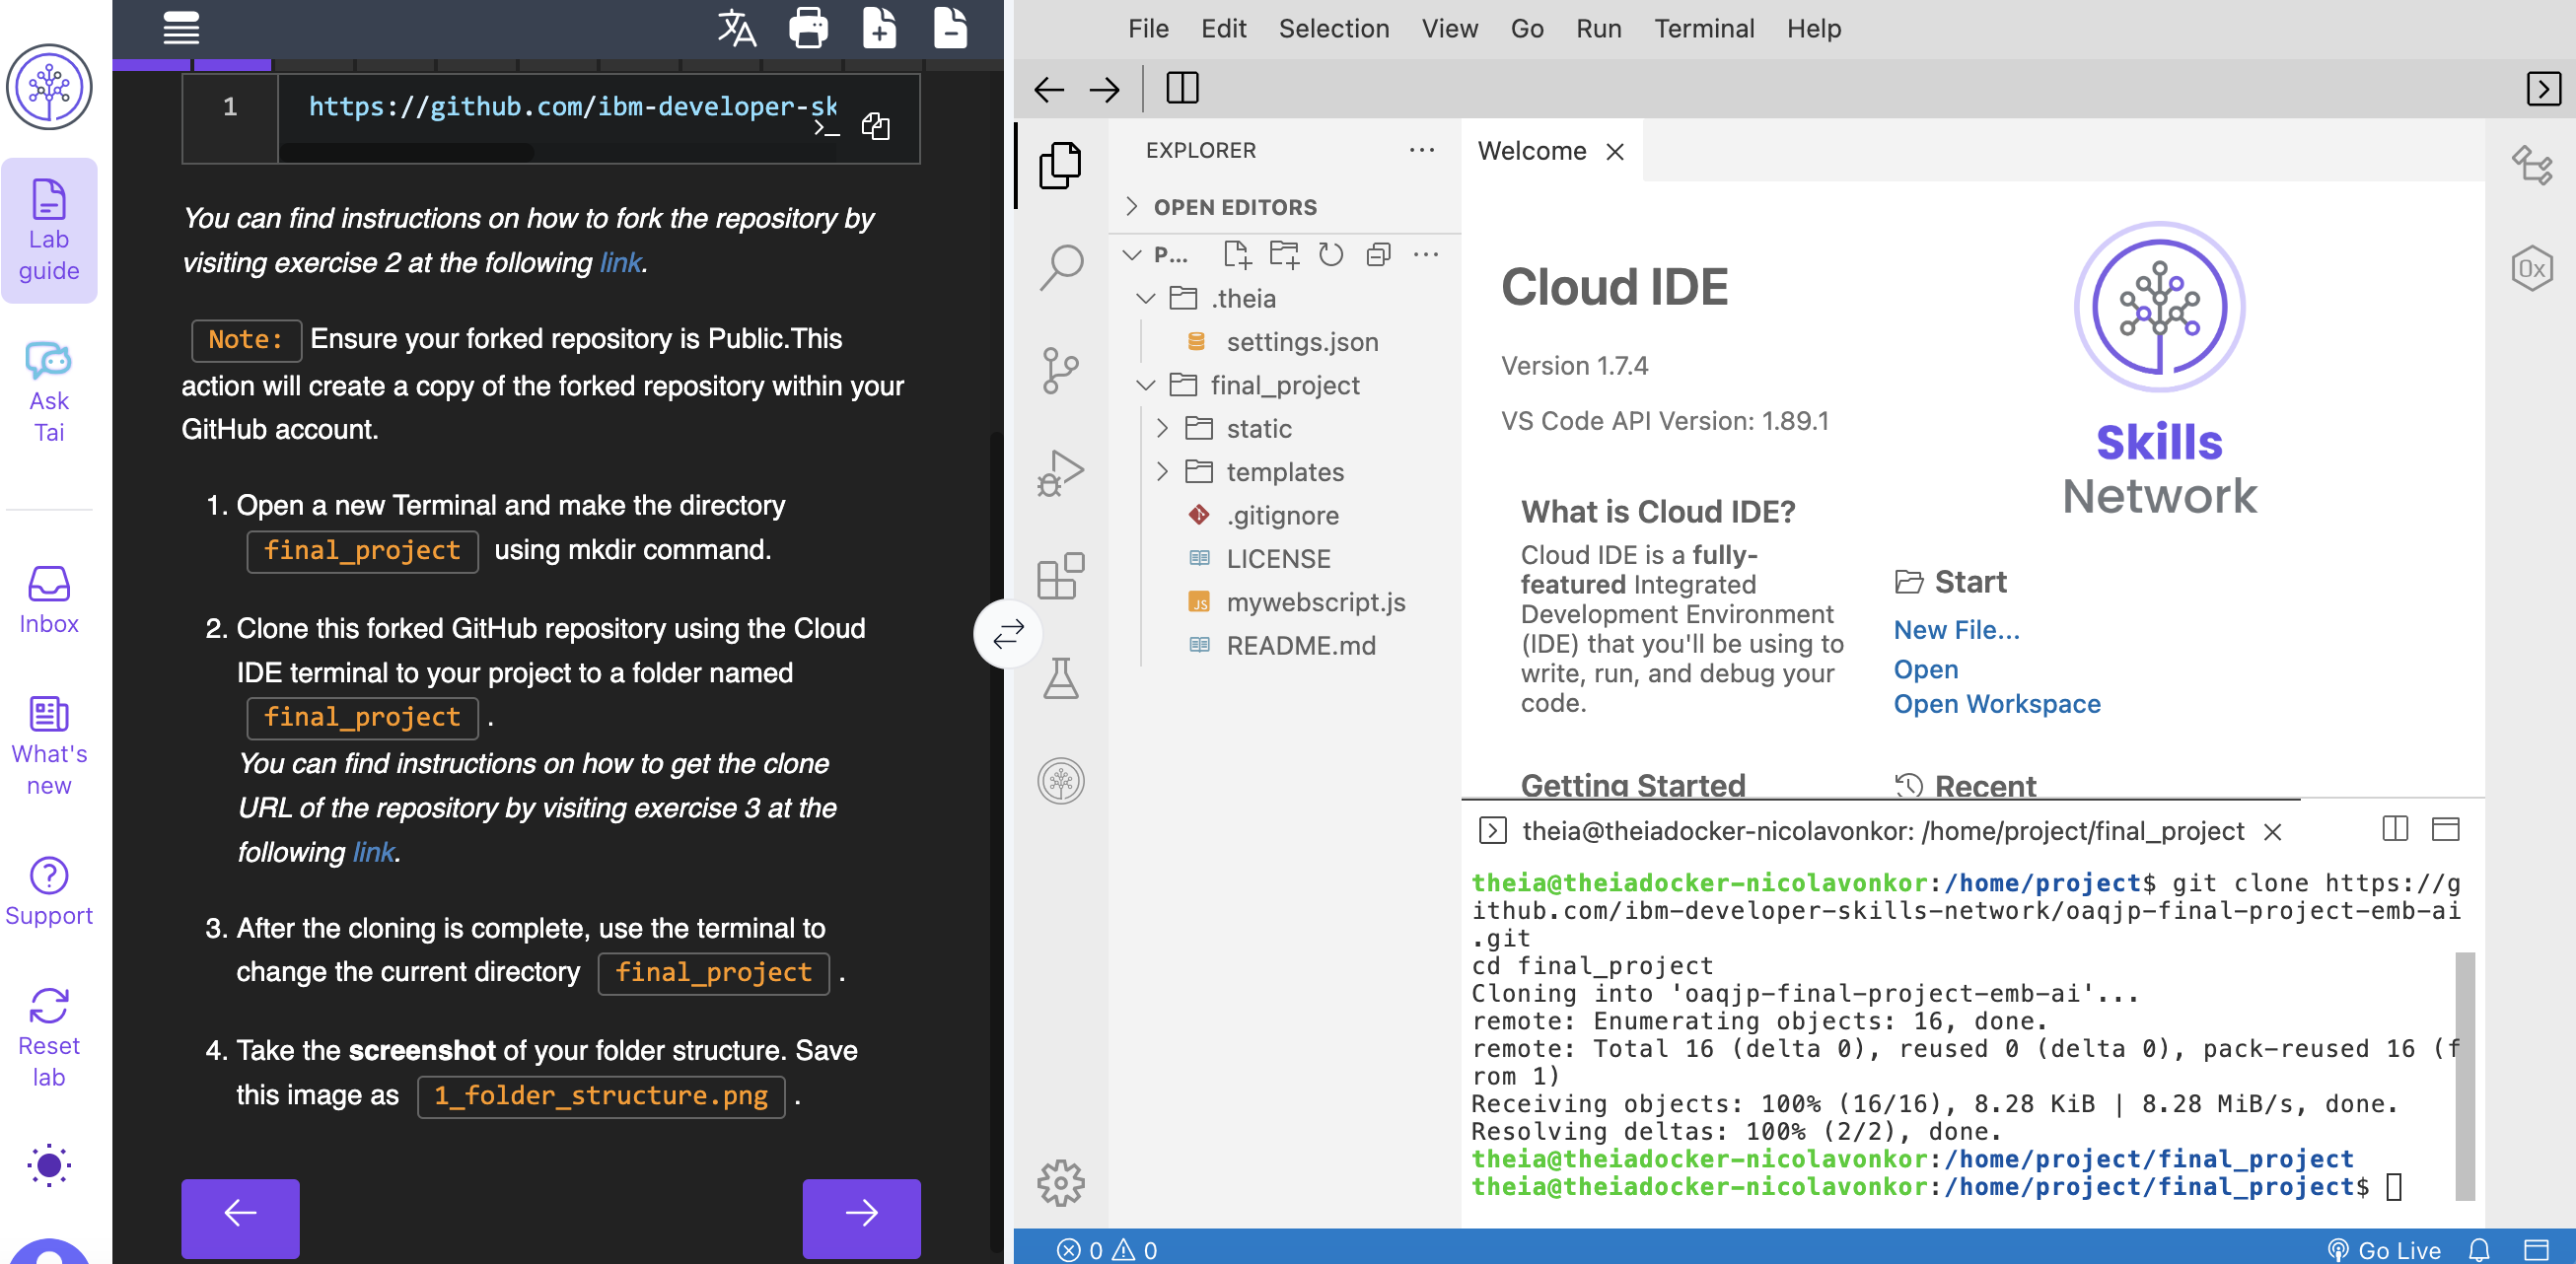 Lab
guide
Ask
Tai
Inbox
What's
new
Support
Reset
lab
1
https://github.com/ibm-developer-sk
You can find instructions on how to fork the repository by
visiting exercise 2 at the following link.
Note: Ensure your forked repository is Public.This
action will create a copy of the forked repository within your
GitHub account.
1. Open a new Terminal and make the directory
final_project using mkdir command.
2. Clone this forked GitHub repository using the Cloud
IDE terminal to your project to a folder named
final_project .
You can find instructions on how to get the clone
URL of the repository by visiting exercise 3 at the
following link.
3. After the cloning is complete, use the terminal to
change the current directory final_project .
4. Take the screenshot of your folder structure. Save
this image as 1_folder_structure.png .
File Edit Selection View Go Run Terminal Help
EXPLORER
OPEN EDITORS
P...
.theia
settings.json
final_project
static
templates
.gitignore
LICENSE
JS mywebscript.js
README.md
Welcome
Cloud IDE
Version 1.7.4
VS Code API Version: 1.89.1
Skills
Network
What is Cloud IDE?
Cloud IDE is a fully-
featured Integrated
Development Environment
(IDE) that you'll be using to
write, run, and debug your
code.
Start
New File...
Open
Open Workspace
Getting Started
Recent
0x
theia@theiadocker-nicolavonkor: /home/project/final_project
theia@theiadocker-nicolavonkor:/home/project$ git clone https://g
ithub.com/ibm-developer-skills-network/oaqjp-final-project-emb-ai
.git
cd final_project
Cloning into 'oaqjp-final-project-emb-ai'...
remote: Enumerating objects: 16, done.
remote: Total 16 (delta 0), reused 0 (delta 0), pack-reused 16 (f
rom 1)
Receiving objects: 100% (16/16), 8.28 KiB | 8.28 MiB/s, done.
Resolving deltas: 100% (2/2), done.
theia@theiadocker-nicolavonkor:/home/project/final_project
theia@theiadocker-nicolavonkor:/home/project/final_project$
0 0
Go Live